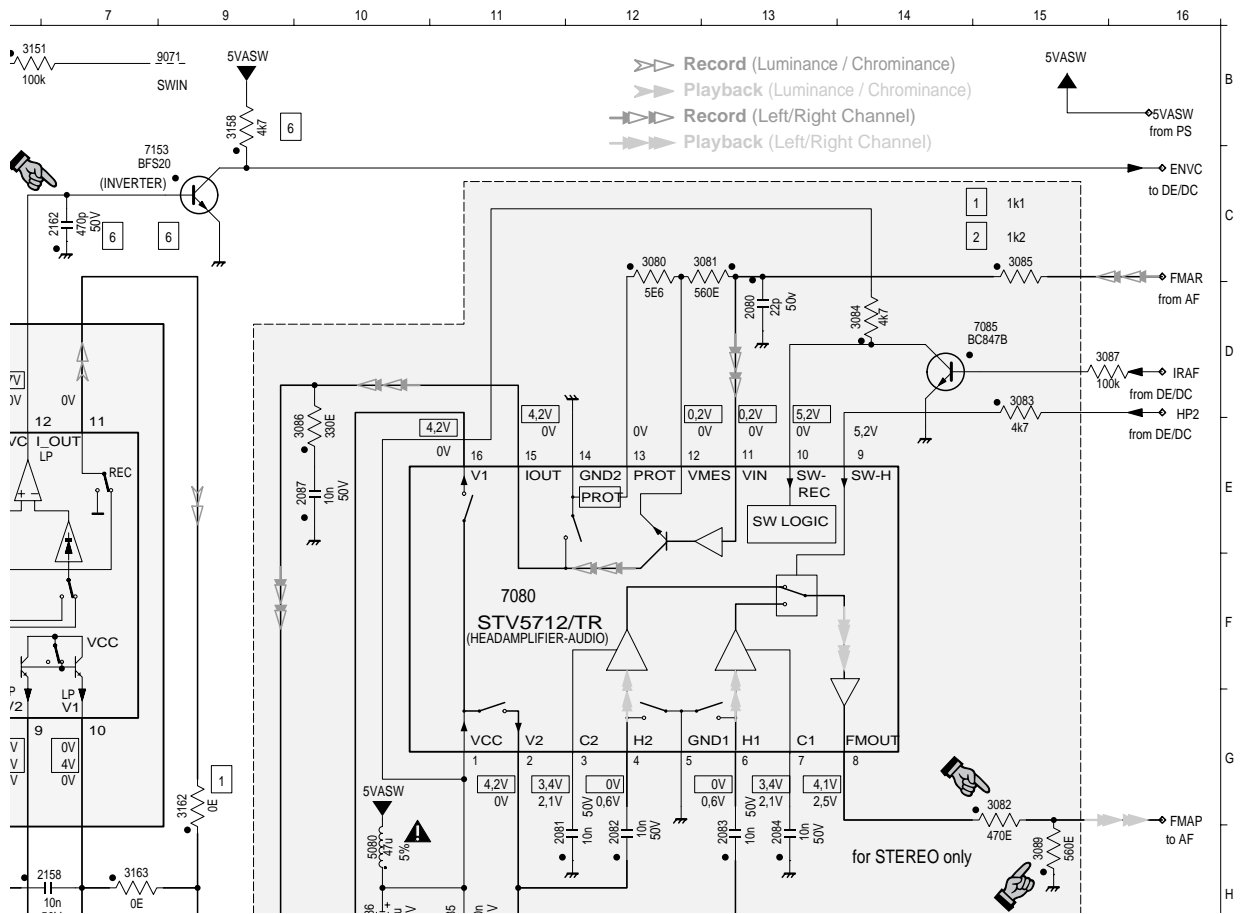 7 8 9 10 11 12 13 14 15 16
B
C
D
E
F
G
H
3151
100k
9071
SWIN
5VASW
3158
4k7
6
Record (Luminance / Chrominance)
Playback (Luminance / Chrominance)
Record (Left/Right Channel)
Playback (Left/Right Channel)
5VASW
5VASW
from PS
7153
BFS20
(INVERTER)
ENVC
to DE/DC
2162
470p
50V
6
6
1 1k1
2 1k2
3080
5E6
3081
560E
2080
22p
50v
3085
FMAR
from AF
3084
4k7
7085
BC847B
3087
100k
IRAF
from DE/DC
3083
4k7
HP2
from DE/DC
0V
12
11
I_OUT
LP
REC
3086
330E
2087
10n
50V
4,2V
0V
4,2V
0V
0V
0,2V
0V
0,2V
0V
5,2V
0V
5,2V
16 15 14 13 12 11 10 9
V1 IOUT GND2 PROT VMES VIN SW-REC SW-H
PROT
SW LOGIC
7080
STV5712/TR
(HEADAMPLIFIER-AUDIO)
VCC
LP
V1
9
10
0V
4V
0V
1
3162
0E
VCC V2 C2 H2 GND1 H1 C1 FMOUT
1 2 3 4 5 6 7 8
4,2V
0V
3,4V
2,1V
0V
0,6V
0V
0,6V
3,4V
2,1V
4,1V
2,5V
5VASW
5080
47u
5%
2081
10n
50V
2082
10n
50V
2083
10n
50V
2084
10n
50V
3082
470E
3089
560E
FMAP
to AF
for STEREO only
2158
10n
3163
0E